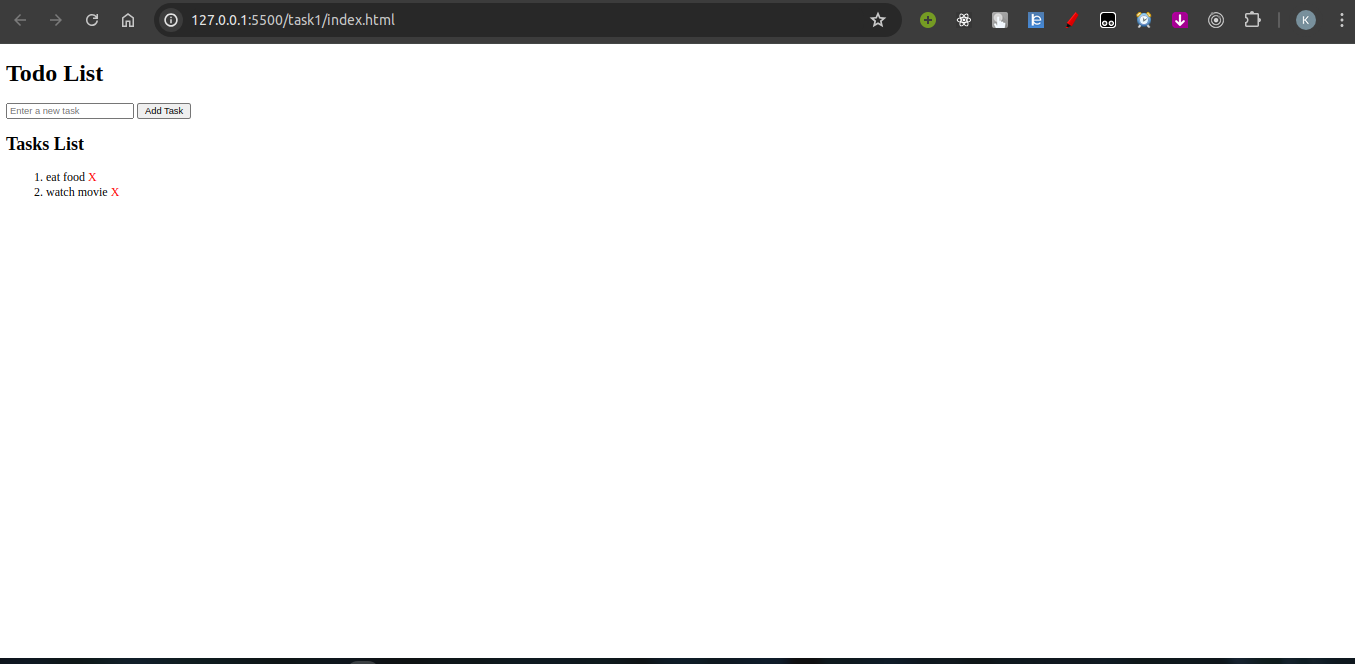 127.0.0.1:5500/task1/index.html
K
Todo List
Enter a new task Add Task
Tasks List
1. eat food X
2. watch movie X